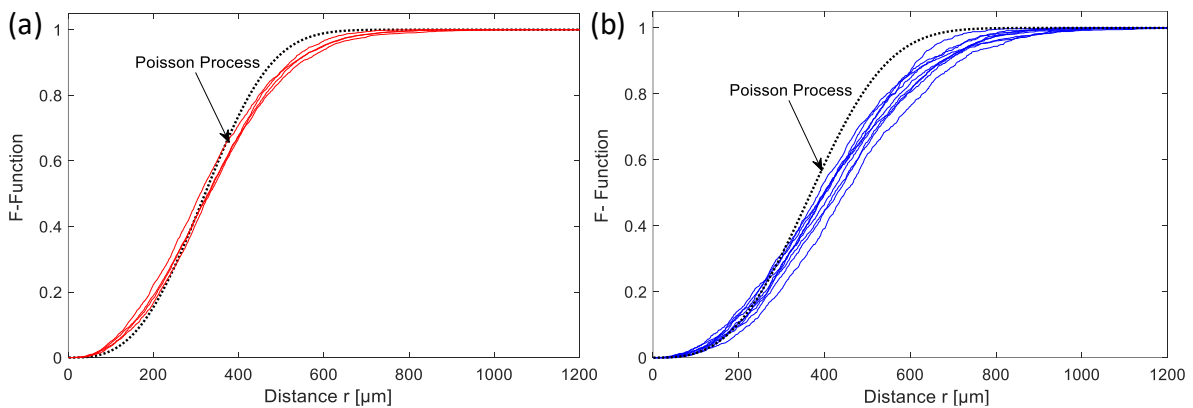 (a)
1
0.8
0.6
0.4
0.2
0
F-Function
Poisson Process
0 200 400 600 800 1000 1200
Distance r [µm]
(b)
1
0.8
0.6
0.4
0.2
0
F- Function
Poisson Process
0 200 400 600 800 1000 1200
Distance r [µm]